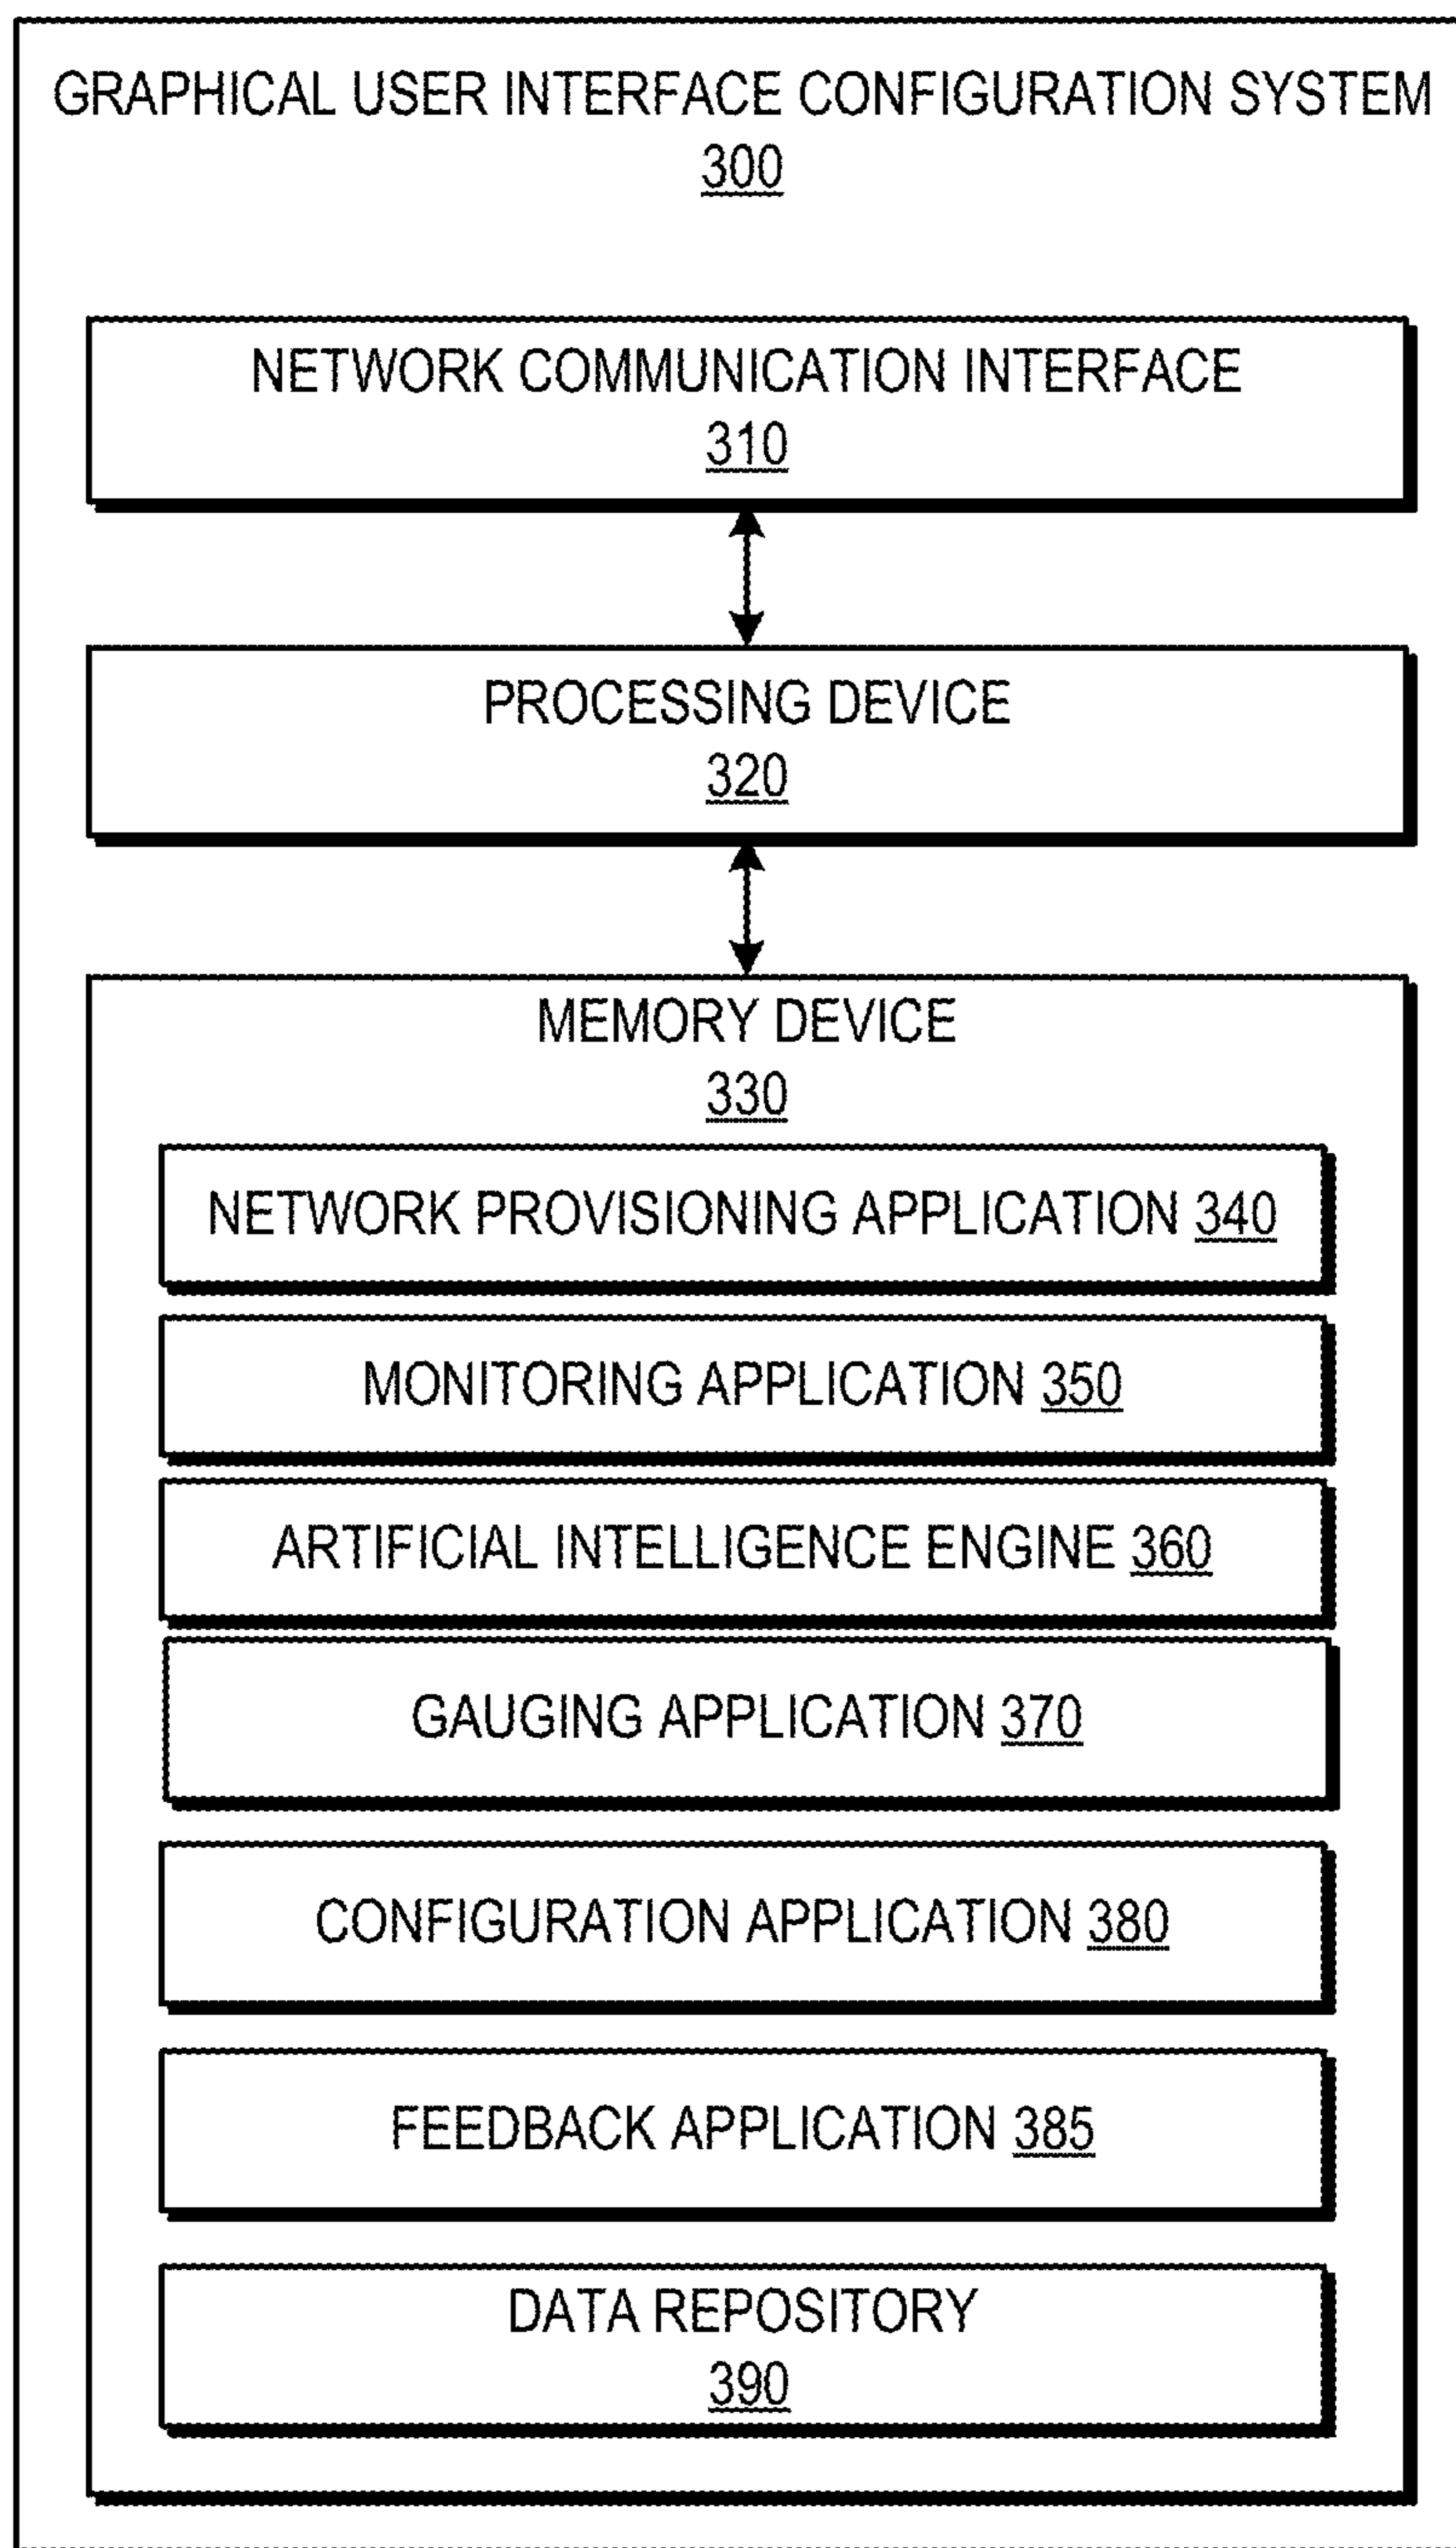 GRAPHICAL USER INTERFACE CONFIGURATION SYSTEM
300
NETWORK COMMUNICATION INTERFACE
310
PROCESSING DEVICE
320
MEMORY DEVICE
330
NETWORK PROVISIONING APPLICATION 340
MONITORING APPLICATION 350
ARTIFICIAL INTELLIGENCE ENGINE 360
GAUGING APPLICATION 370
CONFIGURATION APPLICATION 380
FEEDBACK APPLICATION 385
DATA REPOSITORY
390